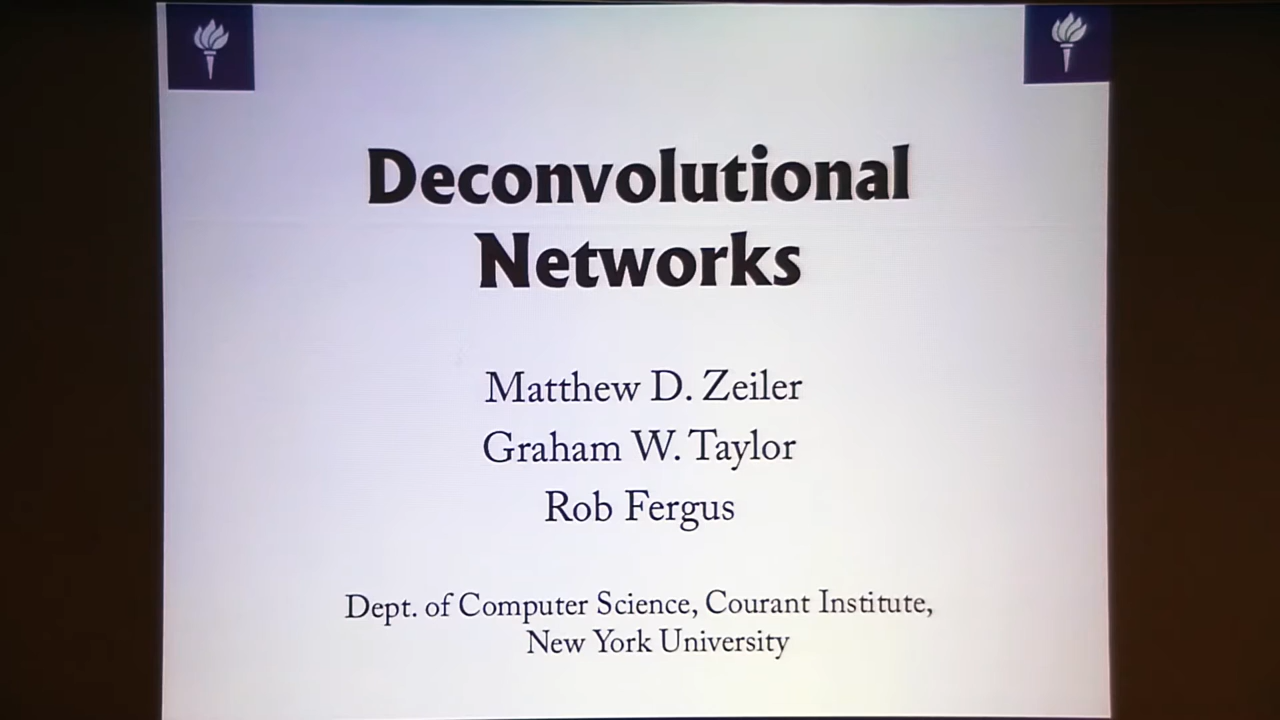 Deconvolutional
Networks
Matthew D. Zeiler
Graham W. Taylor
Rob Fergus
Dept. of Computer Science, Courant Institute,
New York University